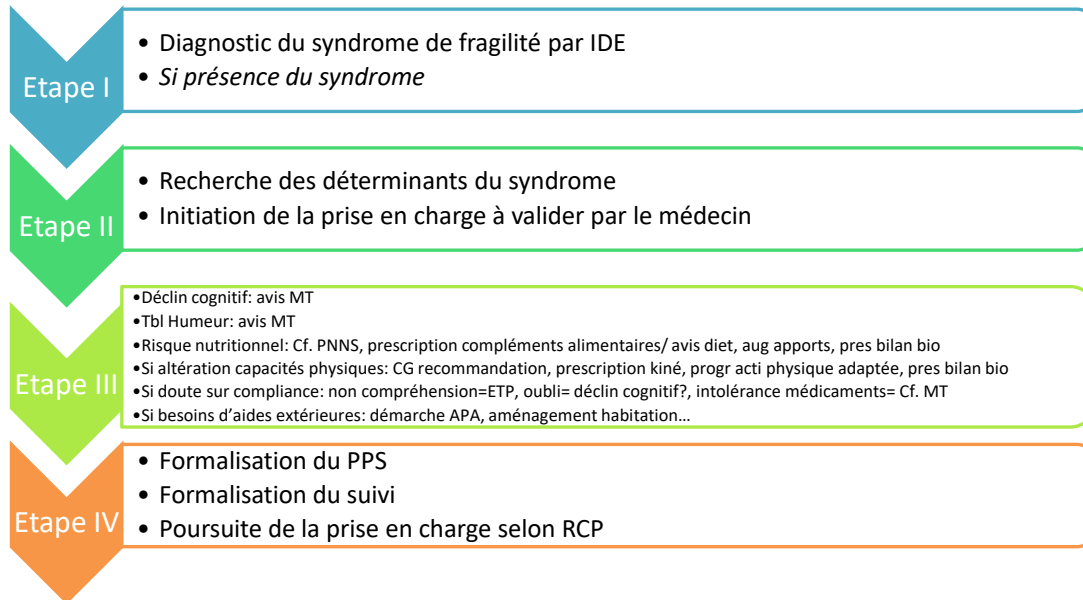 Etape I
• Diagnostic du syndrome de fragilité par IDE
• Si présence du syndrome
Etape II
• Recherche des déterminants du syndrome
• Initiation de la prise en charge à valider par le médecin
Etape III
•Déclin cognitif: avis MT
•Tbl Humeur: avis MT
•Risque nutritionnel: Cf. PNNS, prescription compléments alimentaires/ avis diet, aug apports, pres bilan bio
•Si altération capacités physiques: CG recommandation, prescription kiné, progr acti physique adaptée, pres bilan bio
•Si doute sur compliance: non compréhension=ETP, oubli= déclin cognitif?, intolérance médicaments= Cf. MT
•Si besoins d’aides extérieures: démarche APA, aménagement habitation…
Etape IV
• Formalisation du PPS
• Formalisation du suivi
• Poursuite de la prise en charge selon RCP